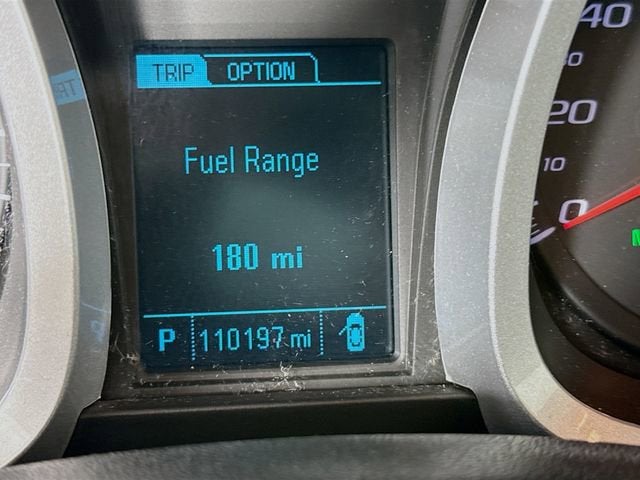 TRIP OPTION
Fuel Range
180 mi
P 110197 mi
40
20
10
0